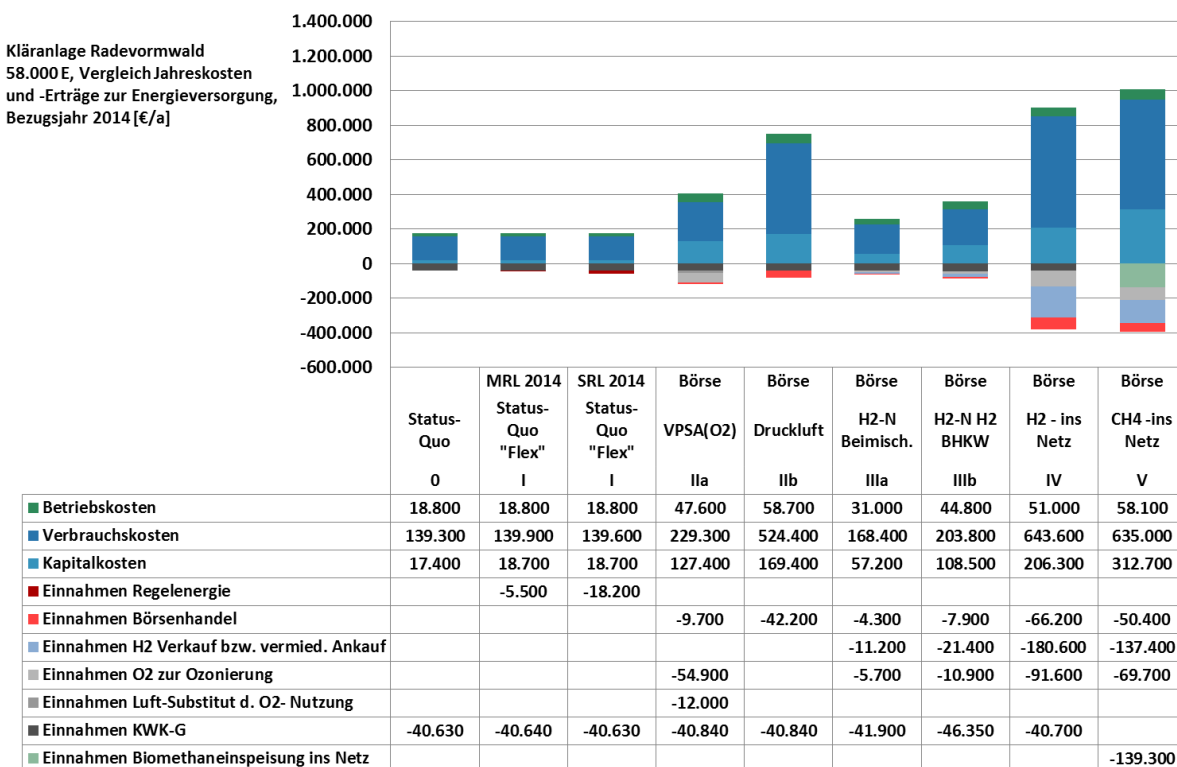 Kläranlage Radevormwald
58.000 E, Vergleich Jahreskosten
und -Erträge zur Energieversorgung,
Bezugsjahr 2014 [€/a]
1.400.000
1.200.000
1.000.000
800.000
600.000
400.000
200.000
0
-200.000
-400.000
-600.000
MRL 2014 SRL 2014 Börse Börse Börse Börse Börse Börse
Status-Quo Status-Quo "Flex" Status-Quo "Flex" VPSA(O2) Druckluft H2-N Beimisch. H2-N H2 BHKW H2 - ins Netz CH4 -ins Netz
0 I I IIa IIb IIIa IIIb IV V
Betriebskosten 18.800 18.800 18.800 47.600 58.700 31.000 44.800 51.000 58.100
Verbrauchskosten 139.300 139.900 139.600 229.300 524.400 168.400 203.800 643.600 635.000
Kapitalkosten 17.400 18.700 18.700 127.400 169.400 57.200 108.500 206.300 312.700
Einnahmen Regelenergie -5.500 -18.200
Einnahmen Börsenhandel -9.700 -42.200 -4.300 -7.900 -66.200 -50.400
Einnahmen H2 Verkauf bzw. vermied. Ankauf -11.200 -21.400 -180.600 -137.400
Einnahmen O2 zur Ozonierung -54.900 -5.700 -10.900 -91.600 -69.700
Einnahmen Luft-Substitut d. O2- Nutzung -12.000
Einnahmen KWK-G -40.630 -40.640 -40.630 -40.840 -40.840 -41.900 -46.350 -40.700
Einnahmen Biomethaneinspeisung ins Netz -139.300